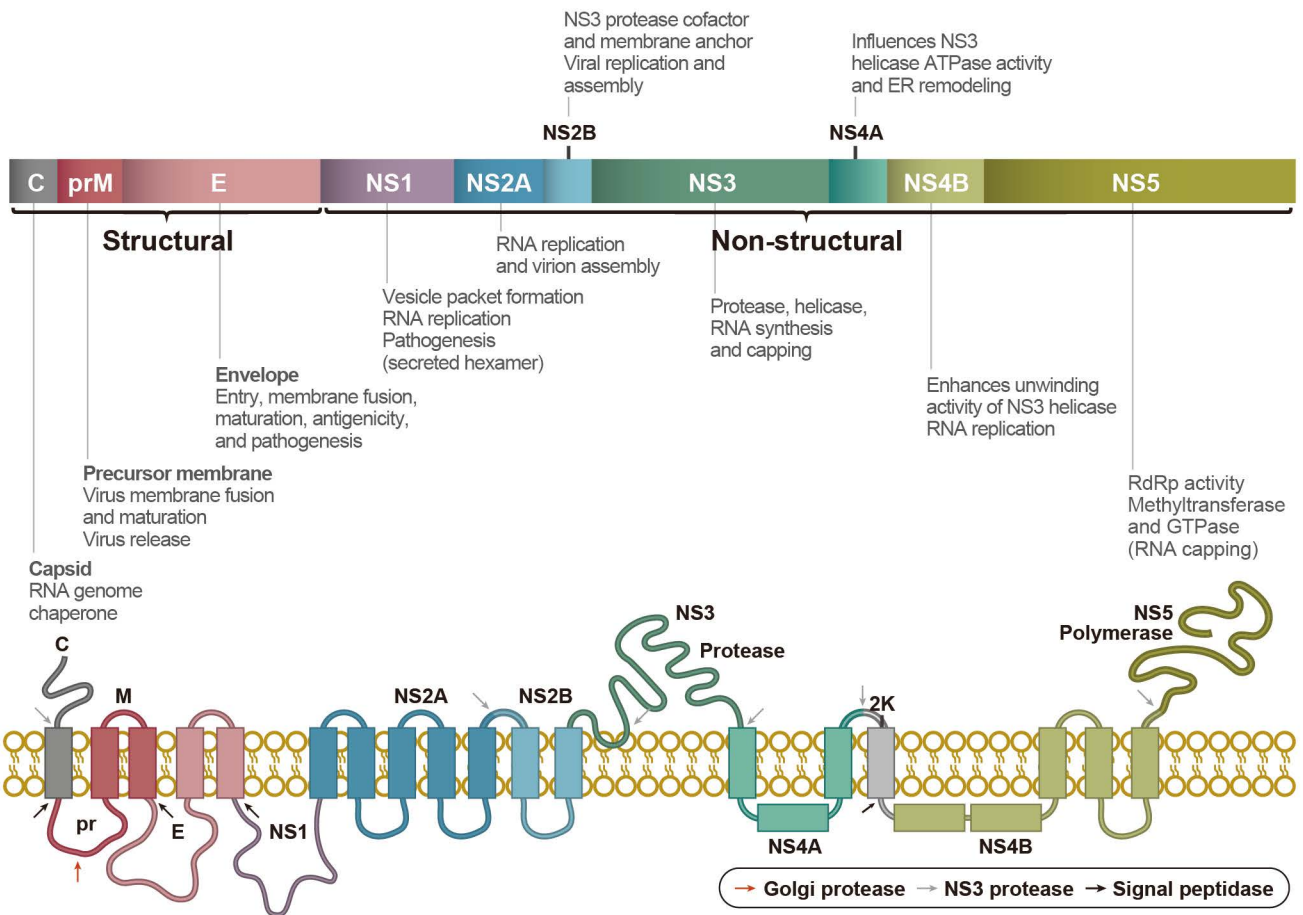 NS3 protease cofactor
and membrane anchor
Viral replication and
assembly
Influences NS3
helicase ATPase activity
and ER remodeling
NS2B
NS4A
C
prM
E
NS1
NS2A
NS3
NS4B
NS5
Structural
Non-structural
RNA replication
and virion assembly
Vesicle packet formation
RNA replication
Pathogenesis
(secreted hexamer)
Protease, helicase,
RNA synthesis
and capping
Envelope
Entry, membrane fusion,
maturation, antigenicity,
and pathogenesis
Enhances unwinding
activity of NS3 helicase
RNA replication
Precursor membrane
Virus membrane fusion
and maturation
Virus release
RdRp activity
Methyltransferase
and GTPase
(RNA capping)
Capsid
RNA genome
chaperone
C
M
NS2A
NS2B
NS3
Protease
2K
NS5
Polymerase
pr
E
NS1
NS4A
NS4B
Golgi protease
NS3 protease
Signal peptidase